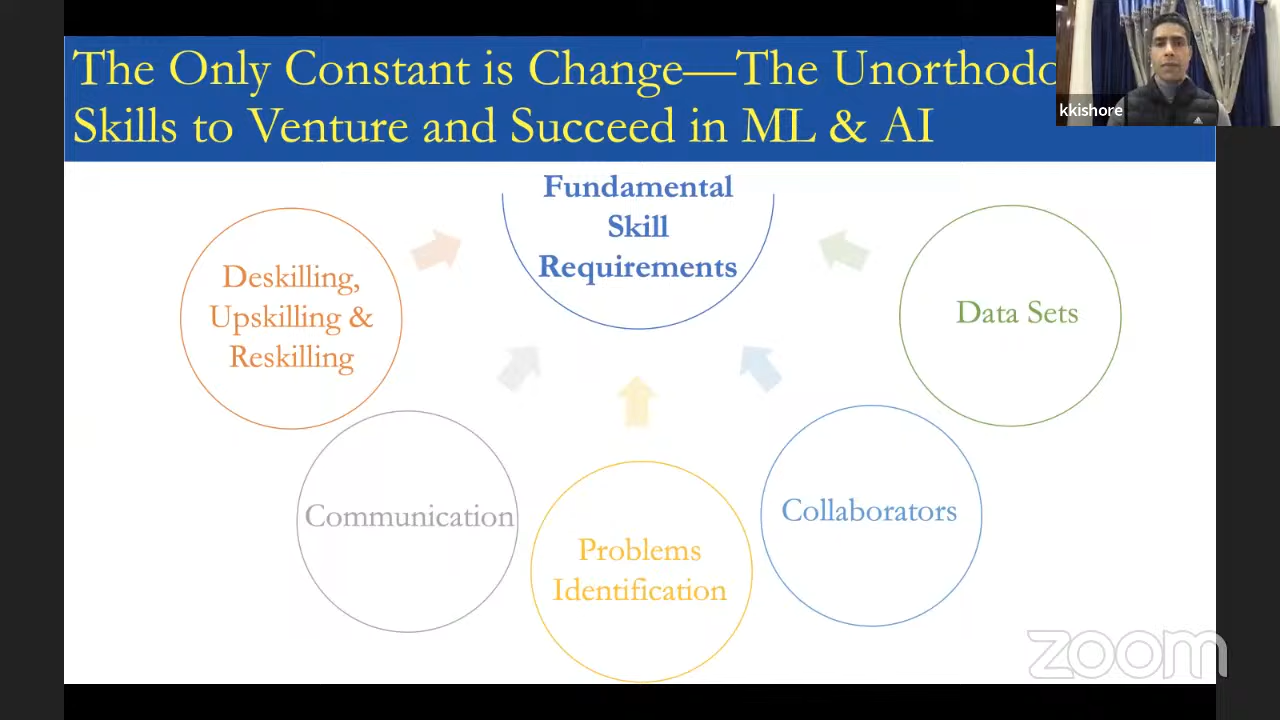 The Only Constant is Change—The Unorthodo
Skills to Venture and Succeed in ML & AI
kkishore
Fundamental
Skill
Requirements
Deskilling,
Upskilling &
Reskilling
Data Sets
Communication
Problems
Identification
Collaborators
zoom